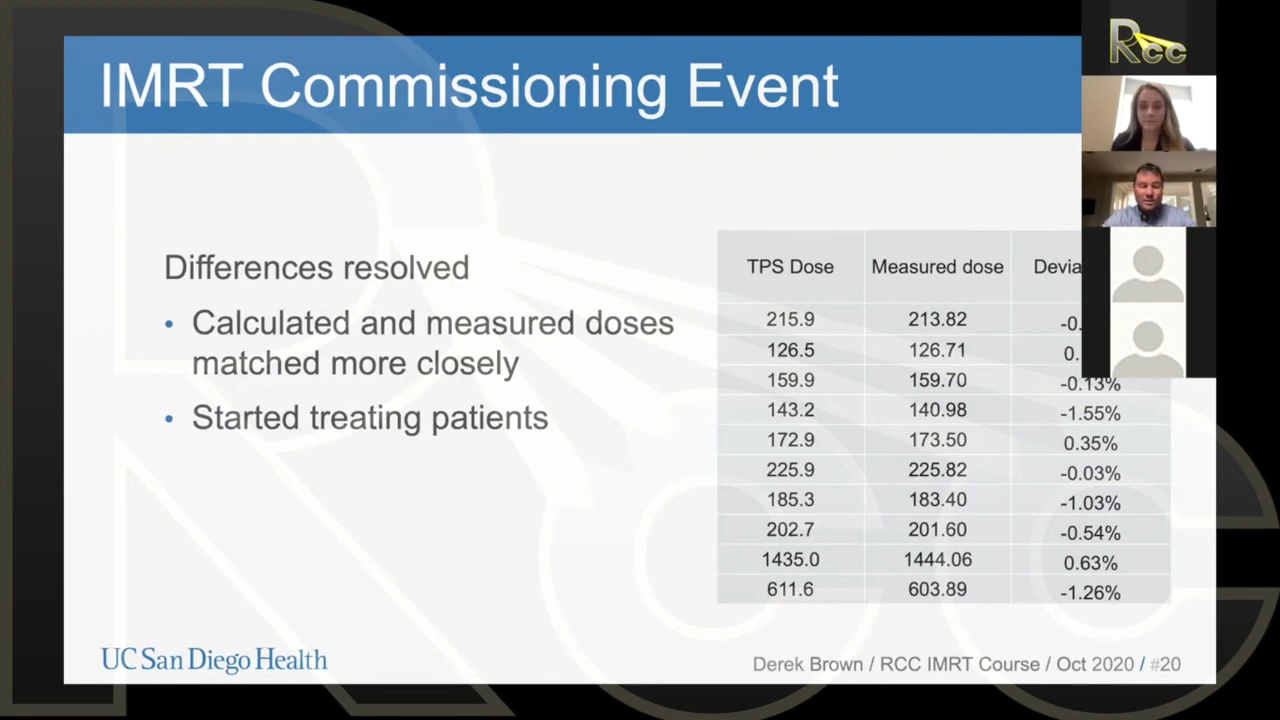 IMRT Commissioning Event
Rcc
Differences resolved
• Calculated and measured doses
matched more closely
• Started treating patients
TPS Dose Measured dose
215.9 213.82 -0.
126.5 126.71 0.
159.9 159.70 -0.13%
143.2 140.98 -1.55%
172.9 173.50 0.35%
225.9 225.82 -0.03%
185.3 183.40 -1.03%
202.7 201.60 -0.54%
1435.0 1444.06 0.63%
611.6 603.89 -1.26%
UC San Diego Health
Derek Brown / RCC IMRT Course / Oct 2020 / #20